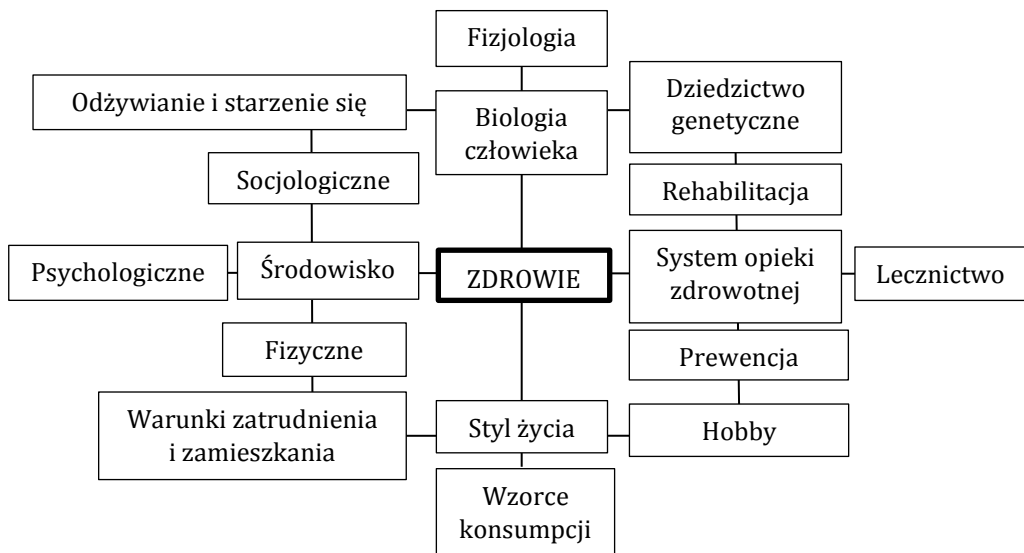 Fizjologia
Odżywianie i starzenie się
Biologia
człowieka
Dziedzictwo
genetyczne
Socjologiczne
Rehabilitacja
Psychologiczne
Środowisko
ZDROWIE
System opieki
zdrowotnej
Lecznictwo
Fizyczne
Prewencja
Warunki zatrudnienia
i zamieszkania
Styl życia
Hobby
Wzorce
konsumpcji